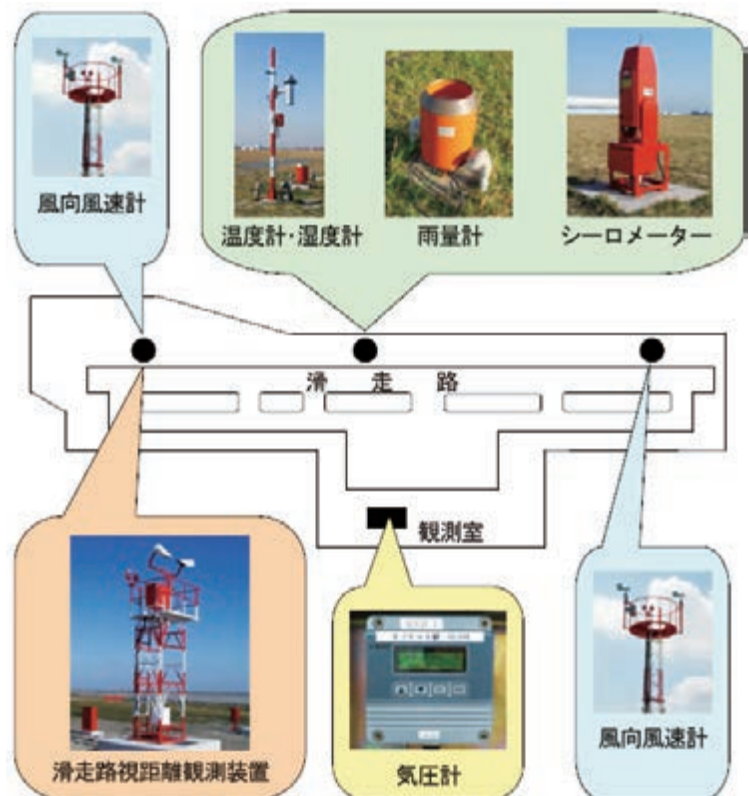 風向風速計
温度計・湿度計
雨量計
シーロメーター
滑走路
観測室
滑走路視距離観測装置
気圧計
風向風速計